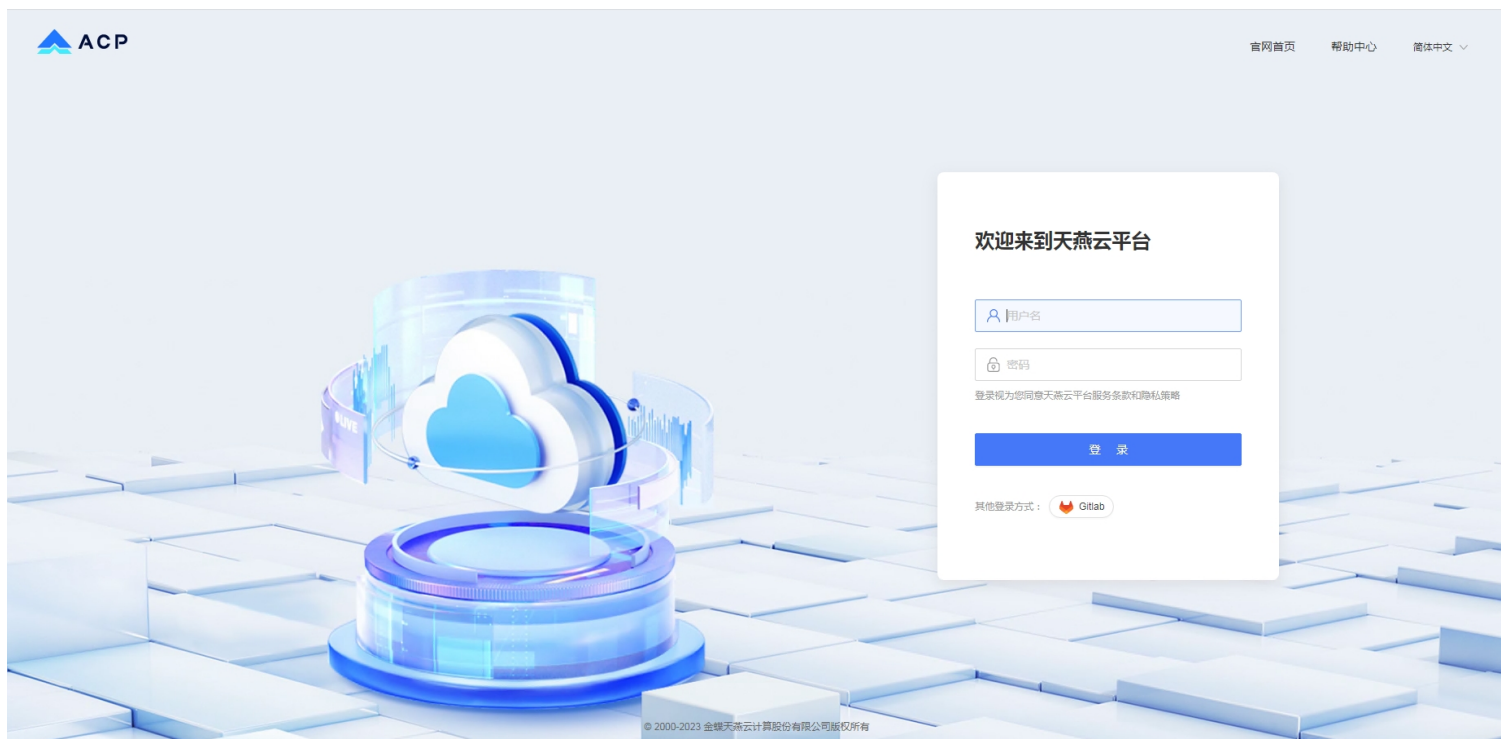 ACP
官网首页 帮助中心 简体中文
欢迎来到天燕云平台
用户名
密码
登录视为您同意天燕云平台服务条款和隐私策略
登 录
其他登录方式： Gitlab
LIVE
© 2000-2023 金蝶天燕云计算股份有限公司版权所有